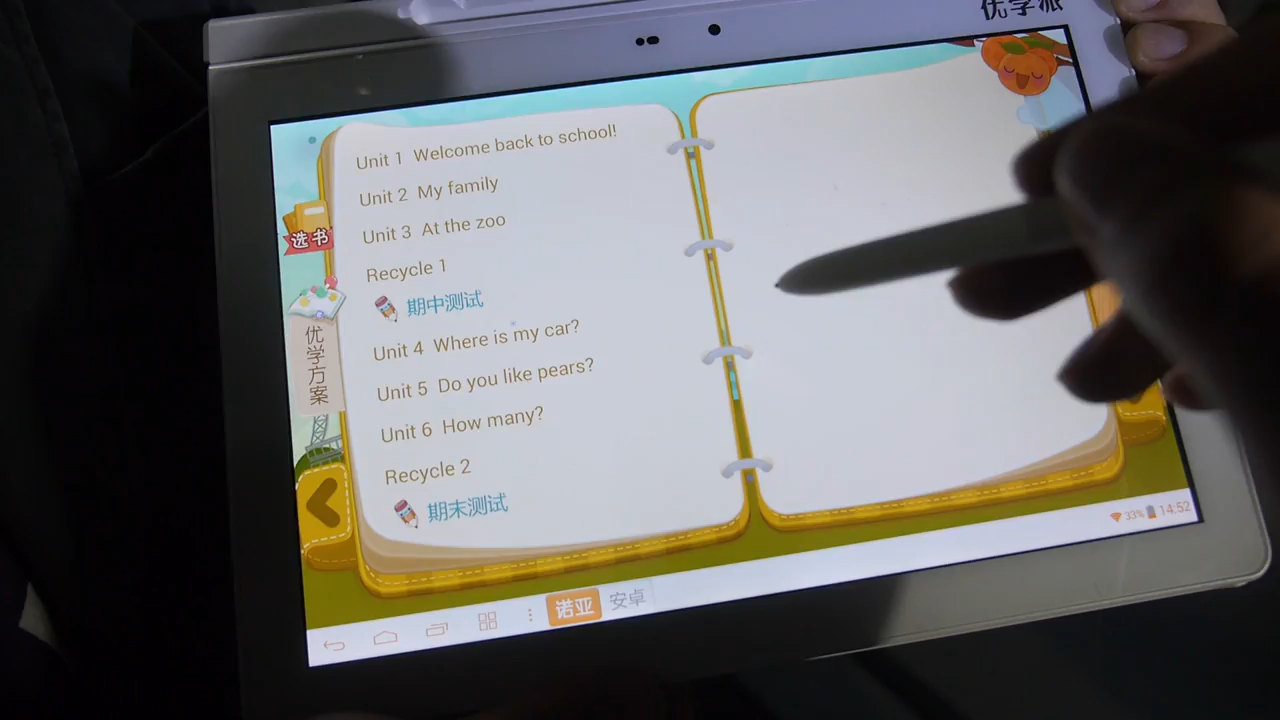 优学派
Unit 1 Welcome back to school!
Unit 2 My family
Unit 3 At the zoo
Recycle 1
期中测试
Unit 4 Where is my car?
Unit 5 Do you like pears?
Unit 6 How many?
Recycle 2
期末测试
选书
优学方案
33% 14:52
诺亚 安卓